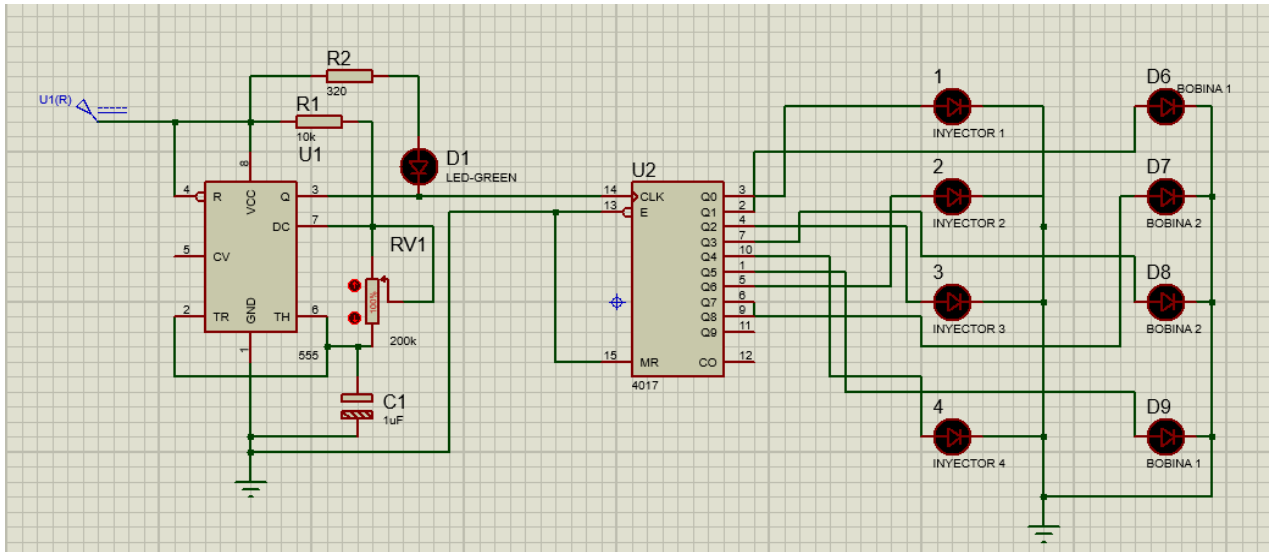 U1(R)
R2
320
R1
10k
U1
8
VCC
4
R
Q
3
DC
7
5
CV
2
TR
GND
1
TH
6
555
D1
LED-GREEN
RV1
100%
200k
C1
1uF
U2
14
CLK
13
E
15
MR
4017
Q0
3
Q1
2
Q2
4
Q3
7
Q4
10
Q5
1
Q6
5
Q7
6
Q8
9
Q9
11
CO
12
1
INYECTOR 1
2
INYECTOR 2
3
INYECTOR 3
4
INYECTOR 4
D6
BOBINA 1
D7
BOBINA 2
D8
BOBINA 2
D9
BOBINA 1